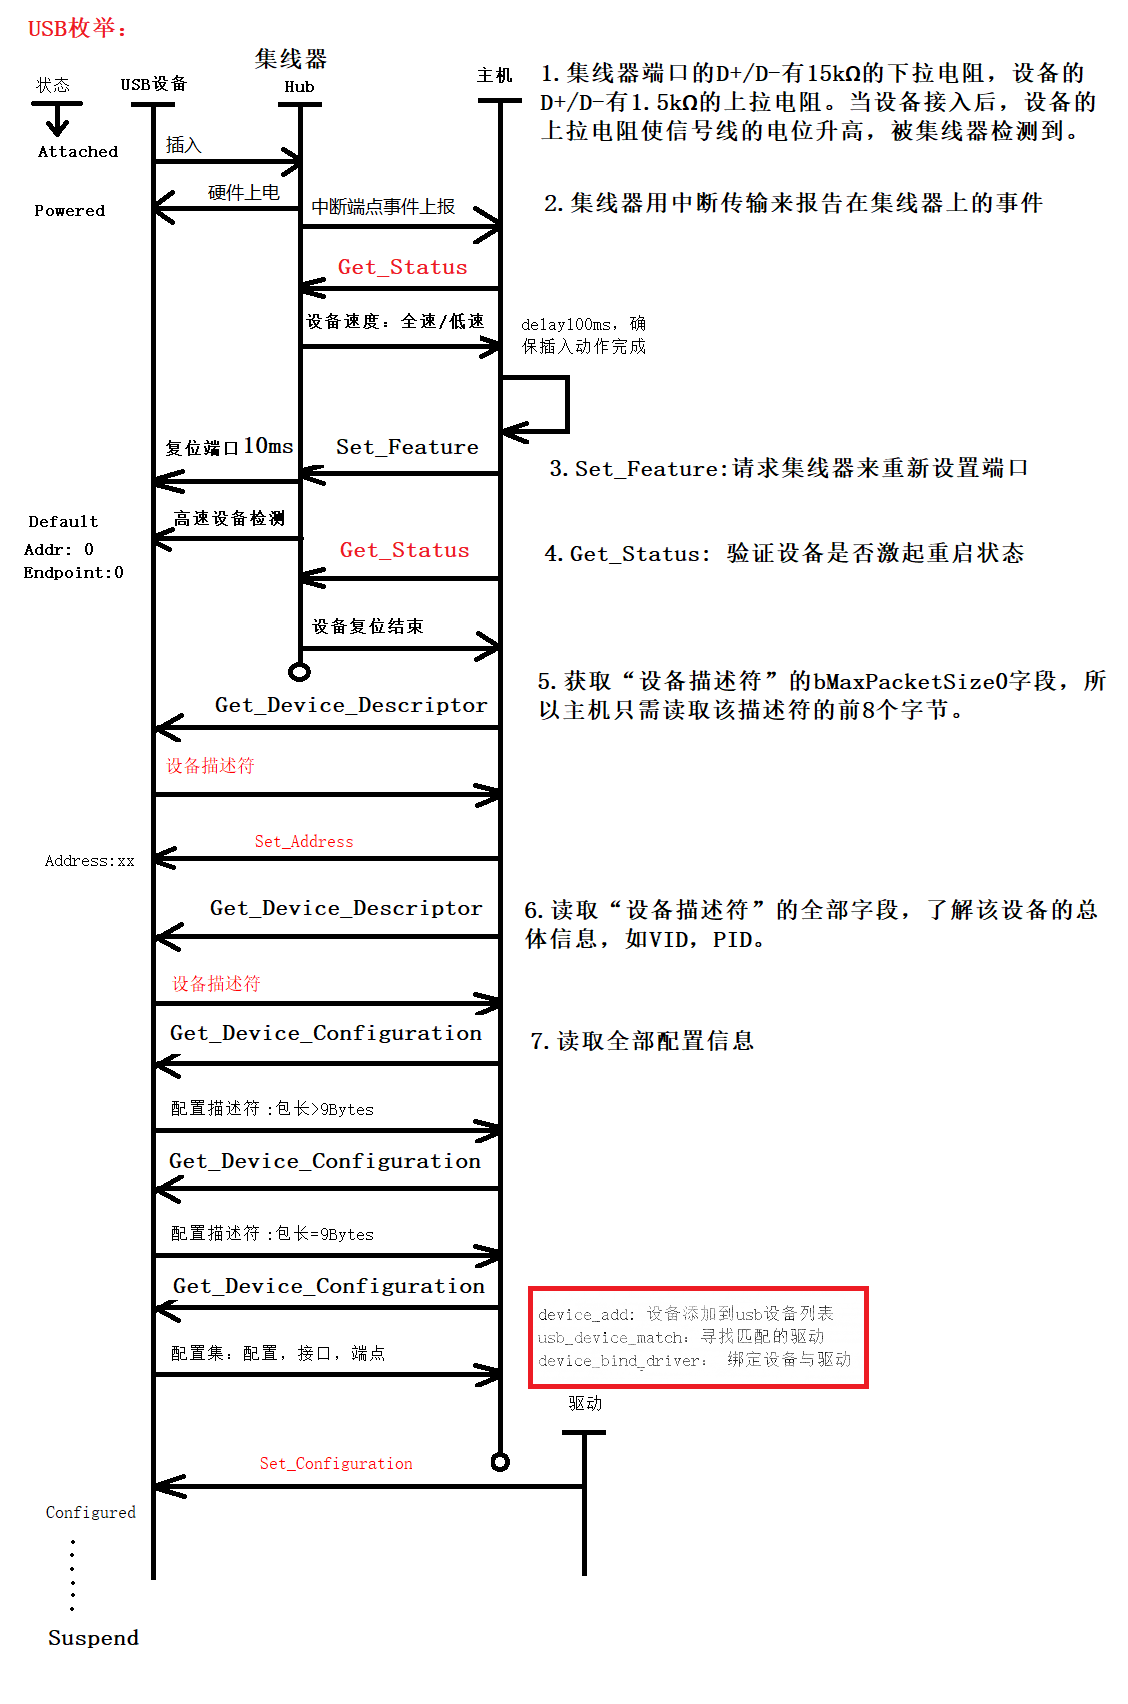 USB枚举：
状态
USB设备
集线器
Hub
主机
1.集线器端口的D+/D-有15kΩ的下拉电阻，设备的
D+/D-有1.5kΩ的上拉电阻。当设备接入后，设备的
上拉电阻使信号线的电位升高，被集线器检测到。
Attached
插入
Powered
硬件上电
中断端点事件上报
2.集线器用中断传输来报告在集线器上的事件
Get_Status
设备速度：全速/低速
delay100ms，确
保插入动作完成
复位端口10ms
Set_Feature
3.Set_Feature:请求集线器来重新设置端口
Default
Addr: 0
Endpoint:0
高速设备检测
Get_Status
4.Get_Status: 验证设备是否激起重启状态
设备复位结束
5.获取“设备描述符”的bMaxPacketSize0字段，所
以主机只需读取该描述符的前8个字节。
Get_Device_Descriptor
设备描述符
Set_Address
Address:xx
Get_Device_Descriptor
6.读取“设备描述符”的全部字段，了解该设备的总
体信息，如VID，PID。
设备描述符
Get_Device_Configuration
7.读取全部配置信息
配置描述符:包长>9Bytes
Get_Device_Configuration
配置描述符:包长=9Bytes
Get_Device_Configuration
device_add: 设备添加到usb设备列表
usb_device_match：寻找匹配的驱动
device_bind_driver： 绑定设备与驱动
配置集：配置，接口，端点
驱动
Set_Configuration
Configured
Suspend